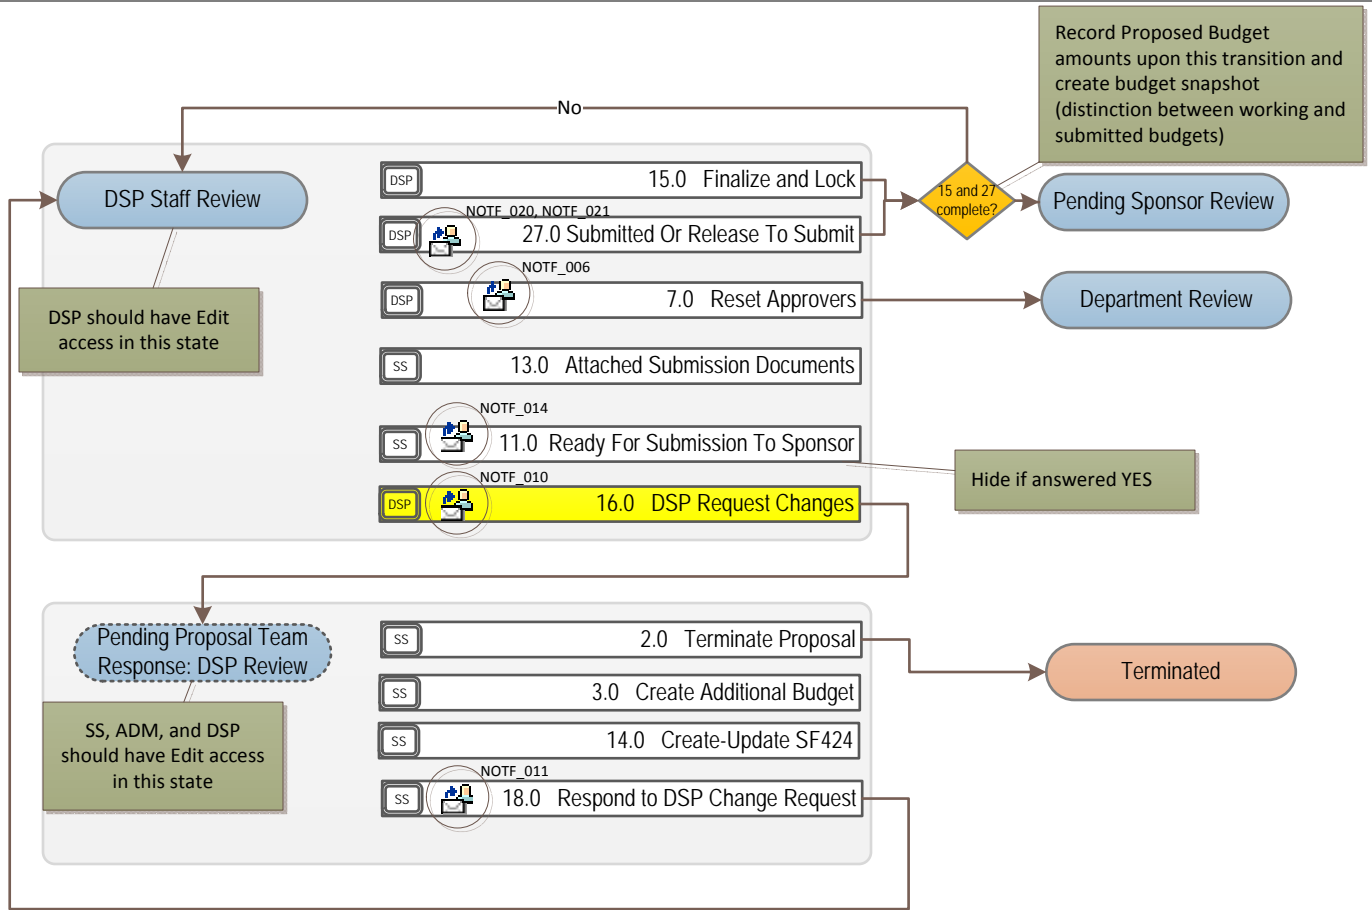 Record Proposed Budget
amounts upon this transition and
create budget snapshot
(distinction between working and
submitted budgets)
No
DSP Staff Review
DSP
15.0 Finalize and Lock
15 and 27
complete?
Pending Sponsor Review
NOTF_020, NOTF_021
DSP
27.0 Submitted Or Release To Submit
NOTF_006
DSP
7.0 Reset Approvers
Department Review
DSP should have Edit
access in this state
SS
13.0 Attached Submission Documents
NOTF_014
SS
11.0 Ready For Submission To Sponsor
Hide if answered YES
NOTF_010
DSP
16.0 DSP Request Changes
Pending Proposal Team
Response: DSP Review
SS
2.0 Terminate Proposal
Terminated
SS
3.0 Create Additional Budget
SS, ADM, and DSP
should have Edit access
in this state
SS
14.0 Create-Update SF424
NOTF_011
SS
18.0 Respond to DSP Change Request